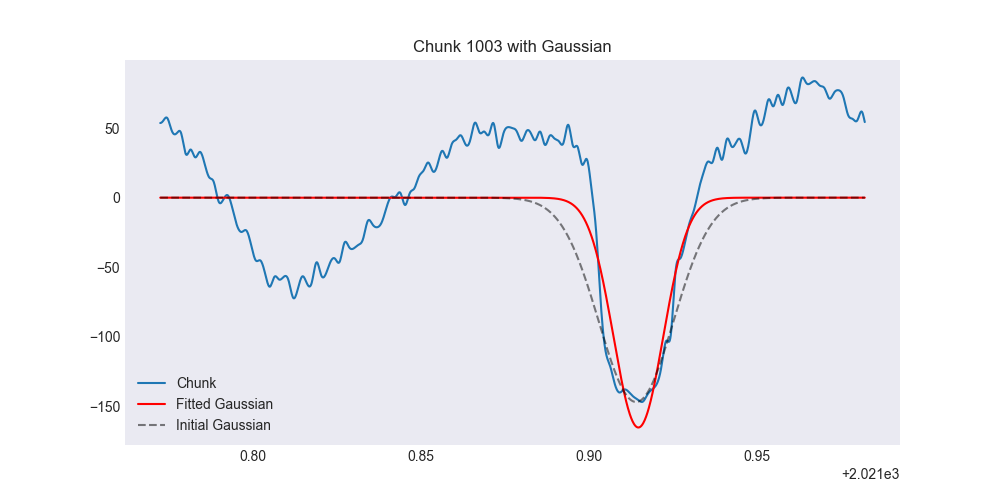 Chunk 1003 with Gaussian
50
0
−50
−100
−150
Chunk
Fitted Gaussian
Initial Gaussian
0.80 0.85 0.90 0.95
+2.021e3